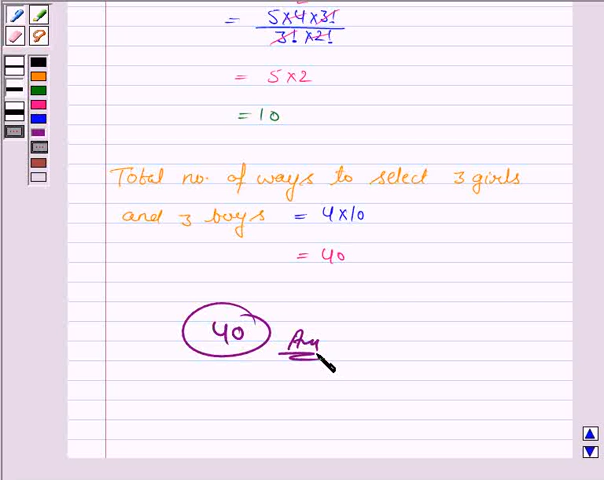 = 5×4×3! / 3!×2!
= 5×2
= 10
Total no. of ways to select 3 girls
and 3 boys = 4×10
= 40
40 Ans